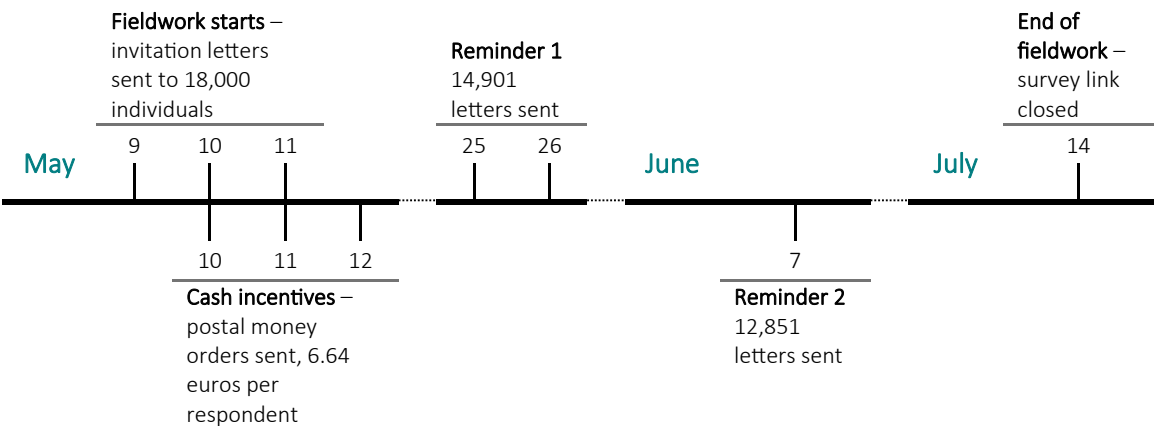 Fieldwork starts –
invitation letters
sent to 18,000
individuals
Reminder 1
14,901
letters sent
End of
fieldwork –
survey link
closed
May
9
10
11
25
26
June
July
14
10
11
12
7
Cash incentives –
postal money
orders sent, 6.64
euros per
respondent
Reminder 2
12,851
letters sent